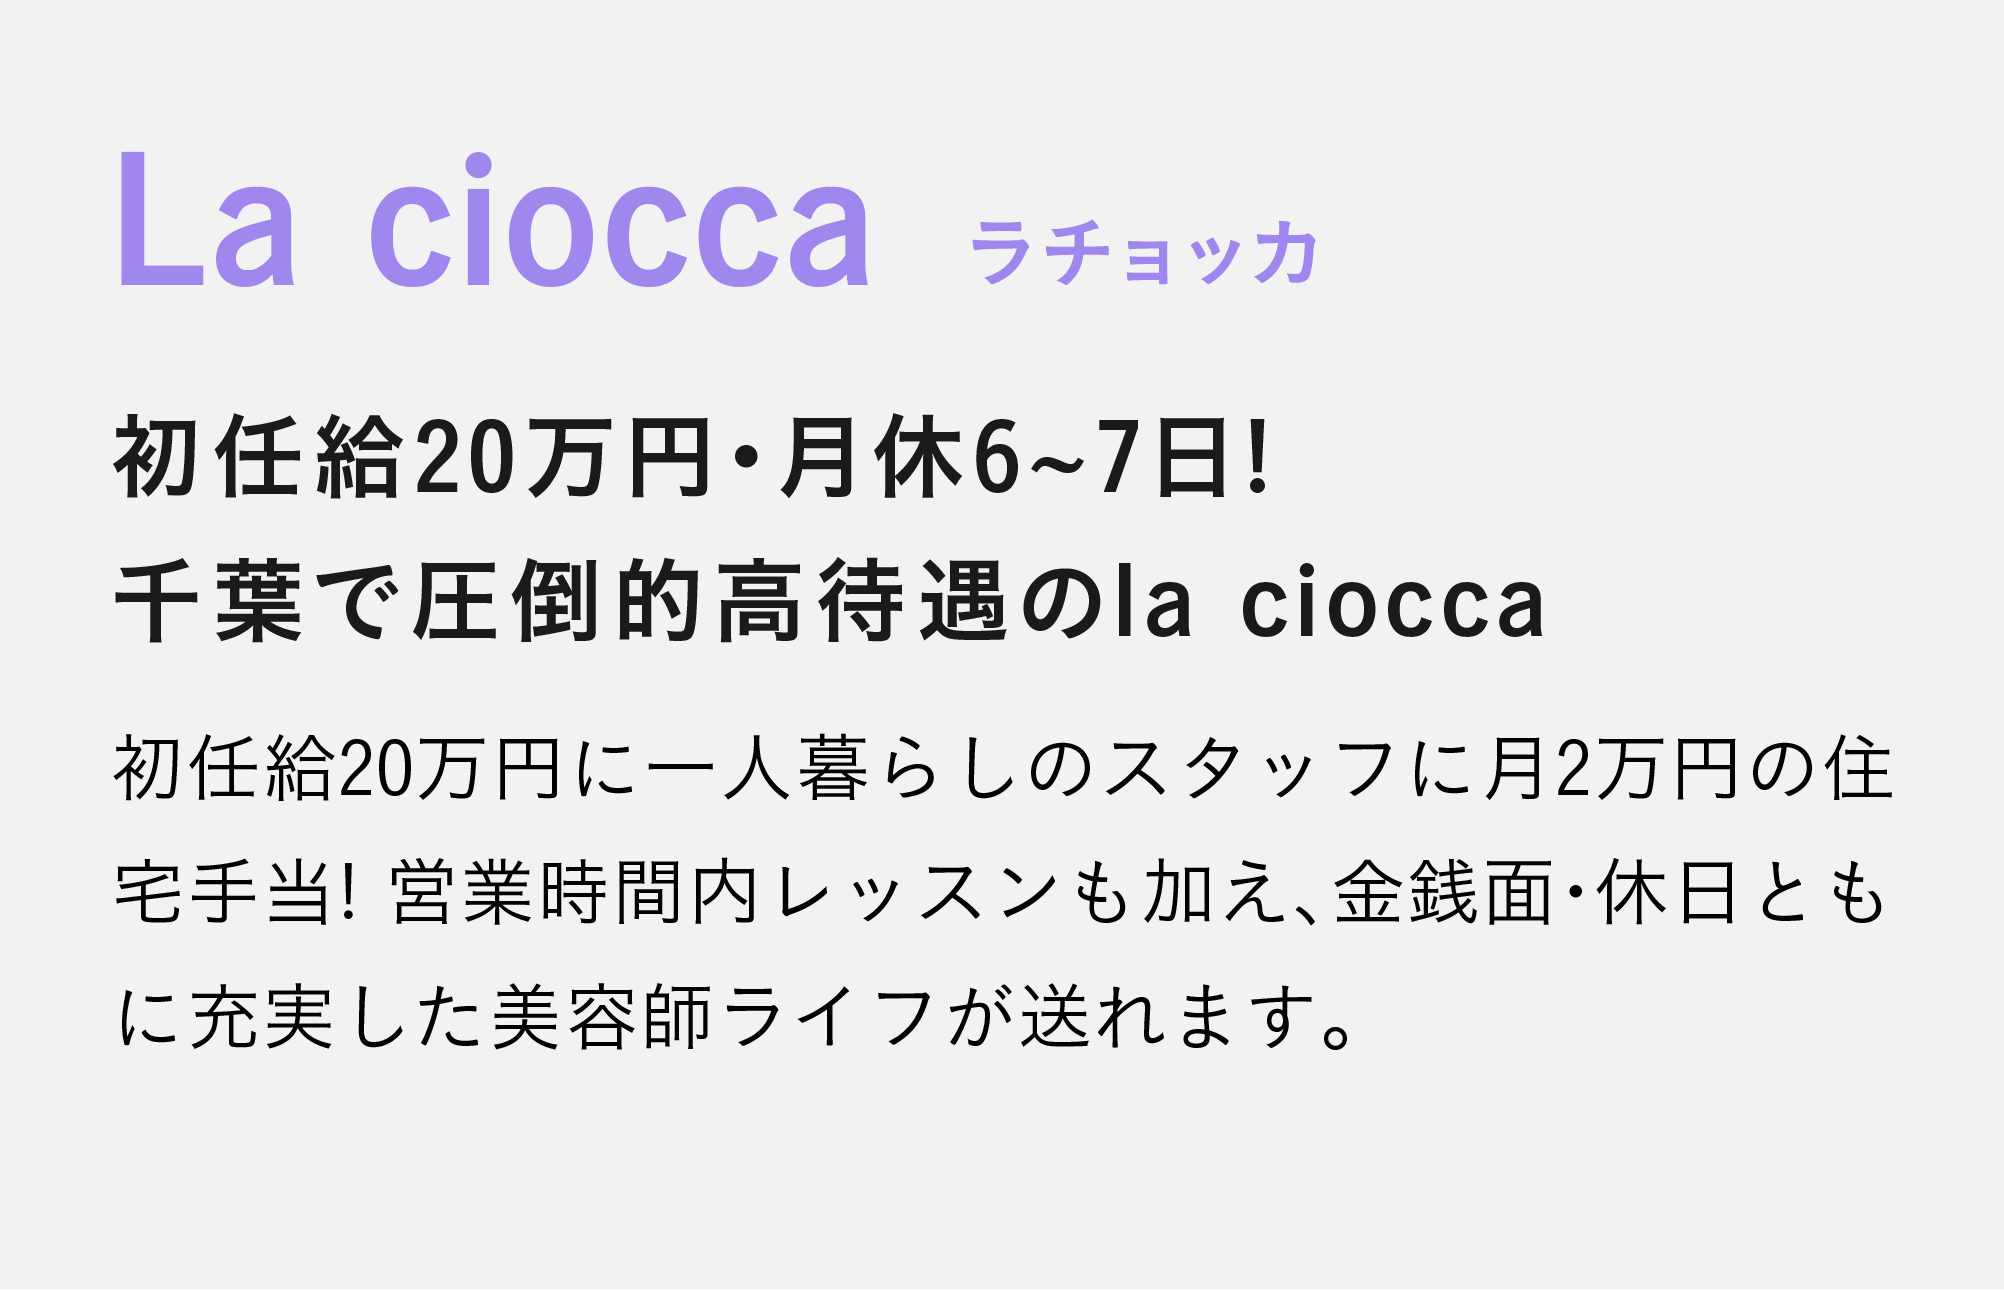 La ciocca ラチョッカ
初任給20万円･月休6~7日!
千葉で圧倒的高待遇のla ciocca
初任給20万円に一人暮らしのスタッフに月2万円の住
宅手当! 営業時間内レッスンも加え､金銭面･休日とも
に充実した美容師ライフが送れます｡